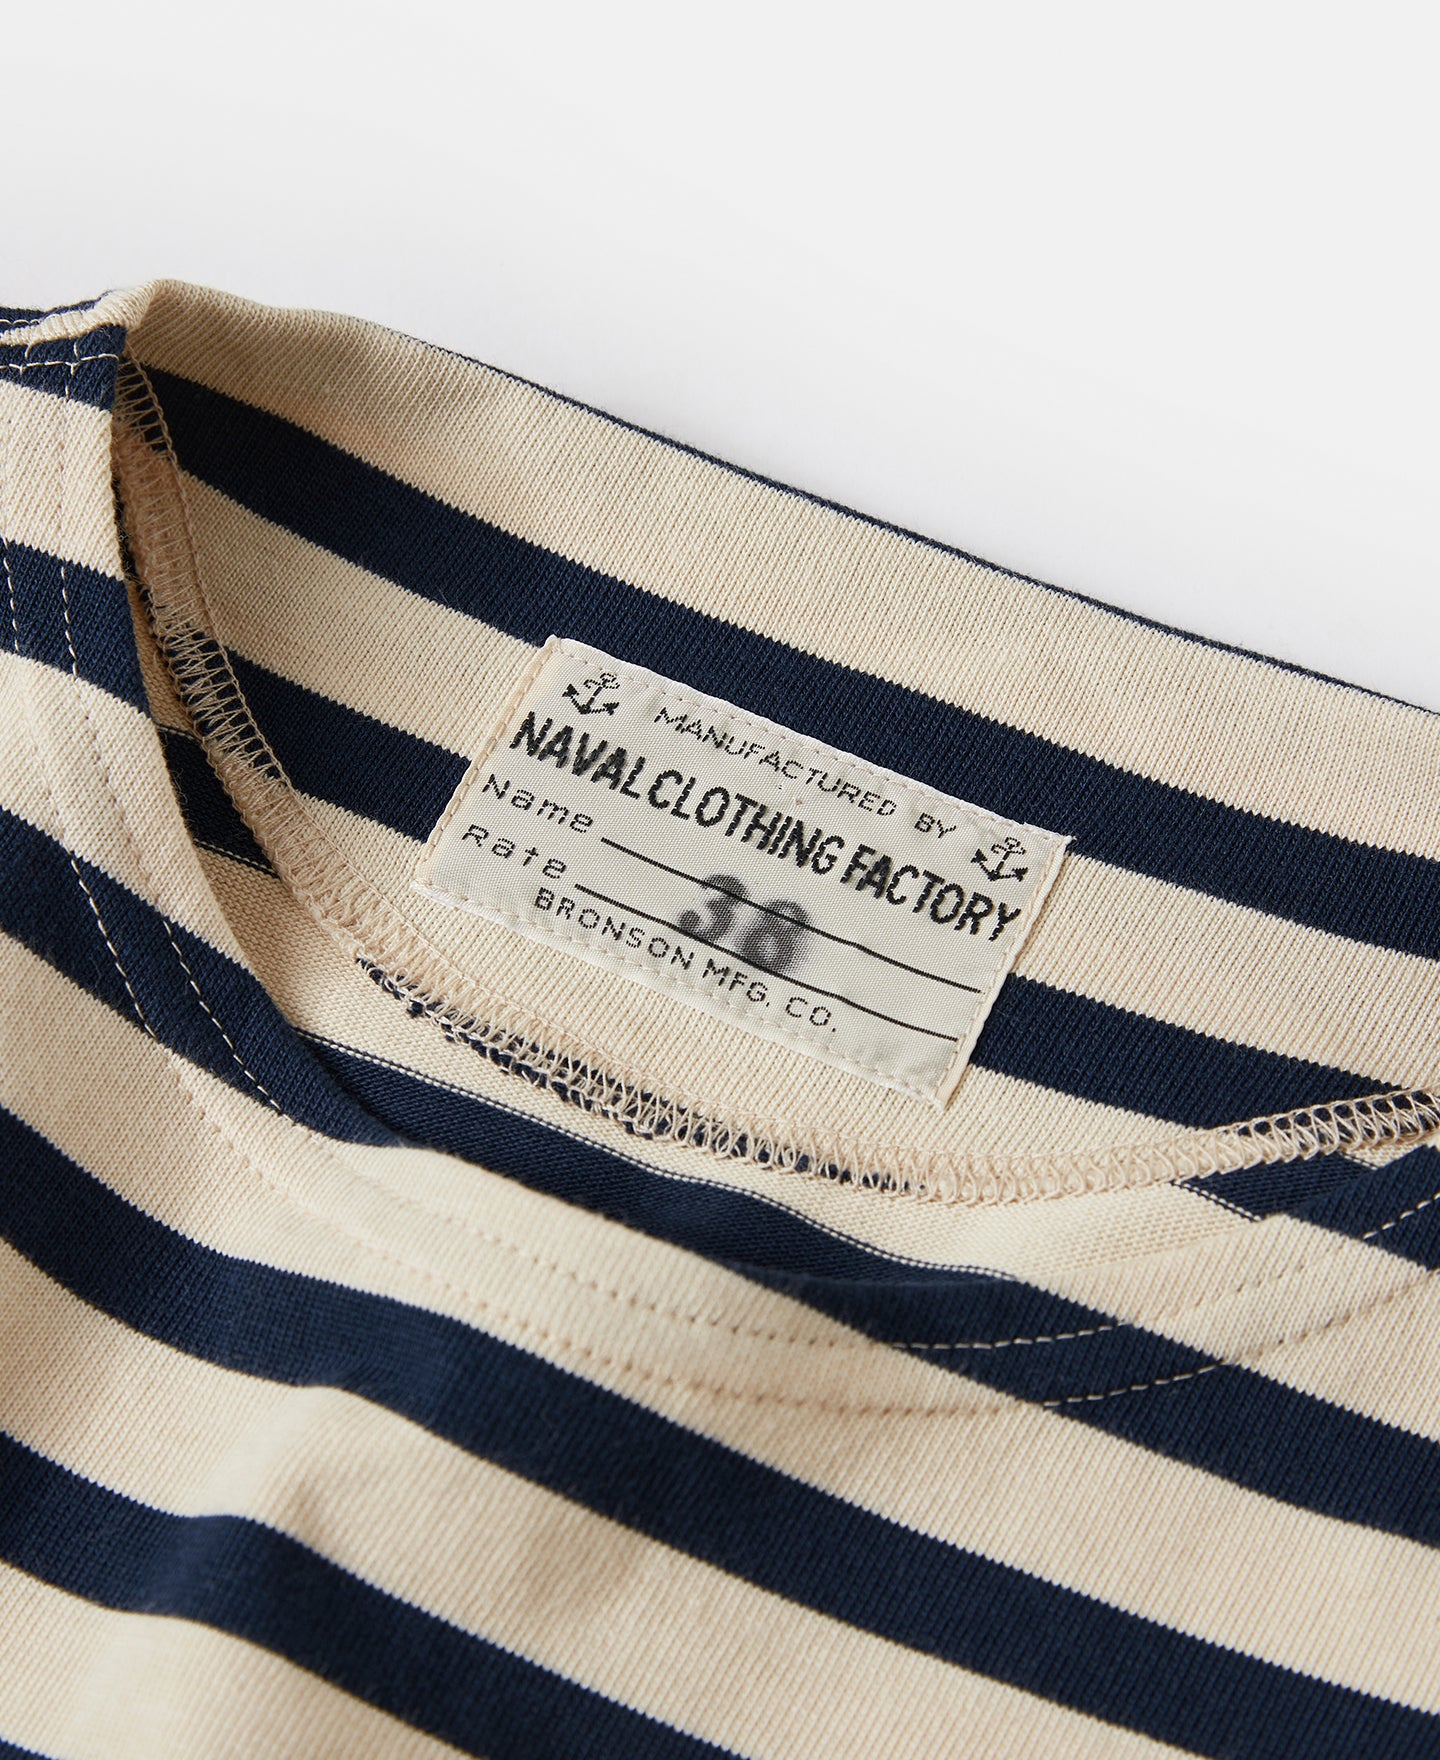 MANUFACTURED BY
NAVAL CLOTHING FACTORY
Name
Rate
38
BRONSON MFG. CO.